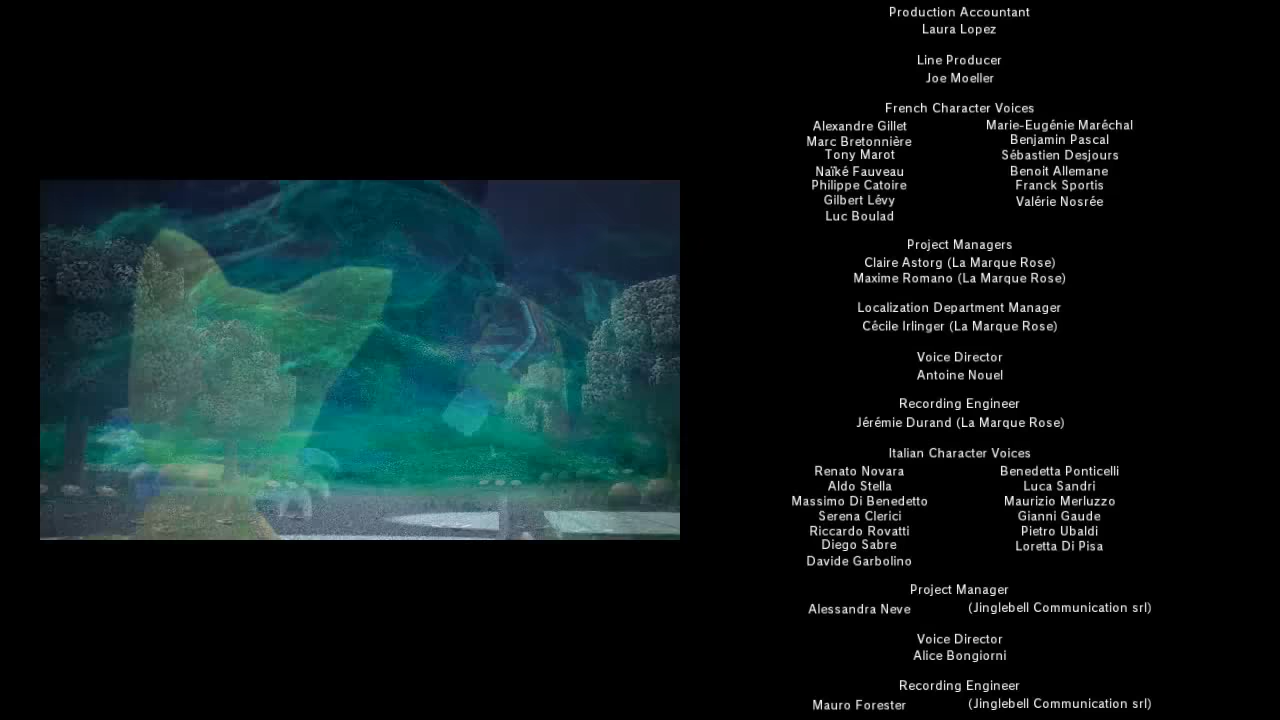 Production Accountant
Laura Lopez
Line Producer
Joe Moeller
French Character Voices
Alexandre Gillet
Marie-Eugénie Maréchal
Marc Bretonnière
Benjamin Pascal
Tony Marot
Sébastien Desjours
Naïké Fauveau
Benoit Allemane
Philippe Catoire
Franck Sportis
Gilbert Lévy
Valérie Nosrée
Luc Boulad
Project Managers
Claire Astorg (La Marque Rose)
Maxime Romano (La Marque Rose)
Localization Department Manager
Cécile Irlinger (La Marque Rose)
Voice Director
Antoine Nouel
Recording Engineer
Jérémie Durand (La Marque Rose)
Italian Character Voices
Renato Novara
Benedetta Ponticelli
Aldo Stella
Luca Sandri
Massimo Di Benedetto
Maurizio Merluzzo
Serena Clerici
Gianni Gaude
Riccardo Rovatti
Pietro Ubaldi
Diego Sabre
Loretta Di Pisa
Davide Garbolino
Project Manager
Alessandra Neve (Jinglebell Communication srl)
Voice Director
Alice Bongiorni
Recording Engineer
Mauro Forester (Jinglebell Communication srl)